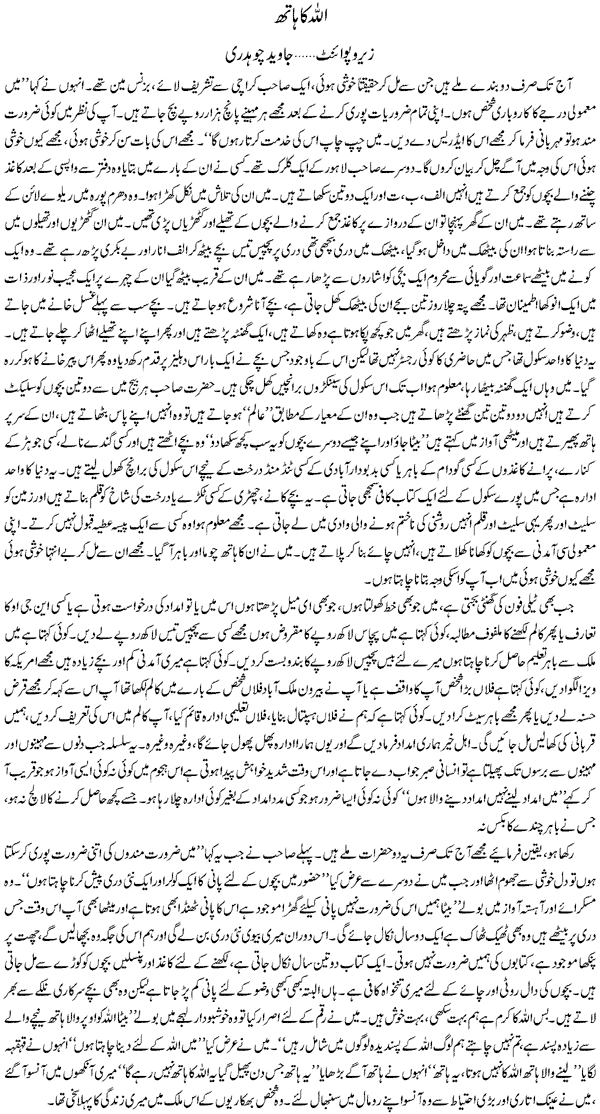 اللہ کا ہاتھ
زیرو پوائنٹ......جاوید چوہدری
آج تک صرف دو بندے ملے ہیں جن سے مل کر حقیقتاً خوشی ہوئی، ایک صاحب کراچی سے تشریف لائے، بزنس مین تھے۔ انہوں نے کہا ’’میں
معمولی درجے کا کاروباری شخص ہوں۔ اپنی تمام ضروریات پوری کرنے کے بعد مجھے ہر مہینے پانچ ہزار روپے بچ جاتے ہیں۔ آپ کی نظر میں کوئی ضرورت
مند ہو تو مہربانی فرما کر مجھے اس کا ایڈریس دے دیں۔ میں چپ چاپ اس کی خدمت کرتا رہوں گا‘‘۔ مجھے اس کی بات سن کر خوشی ہوئی، مجھے کیوں خوشی
ہوئی اس کی وجہ میں آگے چل کر بیان کروں گا۔ دوسرے صاحب لاہور کے ایک کلرک تھے۔ کسی نے ان کے بارے میں بتایا وہ دفتر سے واپسی کے بعد کاغذ
چننے والے بچوں کو جمع کرتے ہیں انہیں الف، ب، ت اور ایک دو تین سکھاتے ہیں۔ میں ان کی تلاش میں نکل کھڑا ہوا۔ وہ دھرم پورہ میں ریلوے لائن کے
ساتھ رہتے تھے۔ میں ان کے گھر پہنچا تو ان کے دروازے پر کاغذ جمع کرنے والے بچوں کے تھیلے اور گٹھڑیاں پڑی تھیں۔ میں ان گٹھڑیوں اور تھیلوں میں
سے راستہ بناتا ہوا ان کی بیٹھک میں داخل ہو گیا، بیٹھک میں دری بچھی تھی دری پر پچیس تیس بچے بیٹھ کر الف انار اور بے بکری پڑھ رہے تھے۔ وہ ایک
کونے میں بیٹھے سماعت اور گویائی سے محروم ایک بچی کو اشاروں سے پڑھا رہے تھے۔ میں ان کے قریب بیٹھ گیا ان کے چہرے پر ایک عجیب نور اور ذات
میں ایک انوکھا اطمینان تھا۔ مجھے پتہ چلا روز تین بجے ان کی بیٹھک کھل جاتی ہے، بچے آنا شروع ہو جاتے ہیں۔ بچے سب سے پہلے غسل خانے میں جاتے
ہیں، وضو کرتے ہیں، ظہر کی نماز پڑھتے ہیں، گھر میں جو کچھ پکا ہوتا ہے وہ کھاتے ہیں، ایک گھنٹہ پڑھتے ہیں اور پھر اپنے اپنے تھیلے اٹھا کر چلے جاتے ہیں۔
یہ دنیا کا واحد سکول تھا جس میں حاضری کا کوئی رجسٹر نہیں تھا لیکن اس کے باوجود جس بچے نے ایک بار اس دہلیز پر قدم رکھ دیا وہ پھر اس پیر خانے کا ہو کر رہ
گیا۔ میں وہاں ایک گھنٹہ بیٹھا رہا، معلوم ہوا اب تک اس سکول کی سینکڑوں برانچیں کھل چکی ہیں۔ حضرت صاحب ہر بیچ میں سے دو تین بچوں کو سلیکٹ
کرتے ہیں انہیں دو دو تین تین گھنٹے پڑھاتے ہیں جب وہ ان کے معیار کے مطابق ’’عالم‘‘ ہو جاتے ہیں تو وہ انہیں اپنے پاس بٹھاتے ہیں، ان کے سر پر
ہاتھ پھیرتے ہیں اور میٹھی آواز میں کہتے ہیں ’’بیٹا جاؤ اور اپنے جیسے دوسرے بچوں کو یہ سب کچھ سکھا دو‘‘ وہ بچے اٹھتے ہیں اور کسی گندے نالے، کسی جوہڑ کے
کنارے، پرانے کاغذوں کے کسی گودام کے باہر یا کسی بدبودار آبادی کے کسی ٹنڈ منڈ درخت کے نیچے اس سکول کی برانچ کھول لیتے ہیں۔ یہ دنیا کا واحد
ادارہ ہے جس میں پورے سکول کے لئے ایک کتاب کافی سمجھی جاتی ہے۔ یہ بچے کانے، چھتری کے کسی ٹکڑے یا درخت کی شاخ کو قلم بناتے ہیں اور زمین کو
سلیٹ اور پھر یہی سلیٹ اور قلم انہیں روشنی کی نا ختم ہونے والی وادی میں لے جاتی ہے۔ مجھے معلوم ہوا وہ کسی سے ایک پیسہ عطیہ قبول نہیں کرتے۔ اپنی
معمولی سی آمدنی سے بچوں کو کھانا کھلاتے ہیں، انہیں چائے بنا کر پلاتے ہیں۔ میں نے ان کا ہاتھ چوما اور باہر آ گیا۔ مجھے ان سے مل کر بے انتہا خوشی ہوئی
مجھے کیوں خوشی ہوئی میں اب آپ کو اسکی وجہ بتانا چاہتا ہوں۔
جب بھی ٹیلی فون کی گھنٹی بجتی ہے، میں جو بھی خط کھولتا ہوں، جو بھی ای میل پڑھتا ہوں اس میں یا تو امداد کی درخواست ہوتی ہے یا کسی این جی او کا
تعارف یا پھر کالم لکھنے کا ملفوف مطالبہ، کوئی کہتا ہے میں پچاس لاکھ روپے کا مقروض ہوں مجھے کسی سے پچیس تیس لاکھ روپے لے دیں۔ کوئی کہتا ہے میں
ملک سے باہر تعلیم حاصل کرنا چاہتا ہوں میرے لئے بیس پچیس لاکھ روپے کا بندوبست کر دیں۔ کوئی کہتا ہے میری آمدنی کم اور بچے زیادہ ہیں مجھے امریکہ کا
ویزا لگوا دیں، کوئی کہتا ہے فلاں بڑا شخص آپ کا واقف ہے یا آپ نے بیرون ملک آباد فلاں شخص کے بارے میں کالم لکھا تھا آپ اس سے کہہ کر مجھے قرض
حسنہ لے دیں یا پھر مجھے باہر سیٹ کرا دیں۔ کوئی کہتا ہے کہ ہم نے فلاں ہسپتال بنایا، فلاں تعلیمی ادارہ قائم کیا، آپ کالم میں اس کی تعریف کر دیں، ہمیں
قربانی کی کھالیں مل جائیں گی۔ اہل خیر ہماری امداد فرما دیں گے اور یوں ہمارا ادارہ پھل پھول جائے گا، وغیرہ وغیرہ۔ یہ سلسلہ جب دنوں سے مہینوں اور
مہینوں سے برسوں تک پھیلتا ہے تو انسانی صبر جواب دے جاتا ہے اور اس وقت شدید خواہش پیدا ہوتی ہے اس ہجوم میں کوئی نہ کوئی ایسی آواز ہو جو قریب آ
کر کہے ’’میں امداد لینے نہیں امداد دینے والا ہوں‘‘ کوئی نہ کوئی ایسا ضرور ہو جو کسی مدد امداد کے بغیر کوئی ادارہ چلا رہا ہو۔ جسے کچھ حاصل کرنے کا لالچ نہ ہو،
جس نے باہر چندے کا بکس نہ
رکھا ہو، یقین فرمائیے مجھے آج تک صرف یہ دو حضرات ملے ہیں۔ پہلے صاحب نے جب یہ کہا ’’میں ضرورت مندوں کی اتنی ضرورت پوری کر سکتا
ہوں تو دل خوشی سے جھوم اٹھا اور جب میں نے دوسرے سے عرض کیا ’’حضور میں بچوں کے لئے پانی کا ایک کولر اور ایک نئی دری پیش کرنا چاہتا ہوں‘‘۔ وہ
مسکرائے اور آہستہ آواز میں بولے ’’بیٹا ہمیں اس کی ضرورت نہیں پانی کیلئے گھڑا موجود ہے اس کا پانی ٹھنڈا بھی ہوتا ہے اور میٹھا بھی آپ اس وقت جس
دری پر بیٹھے ہیں وہ بھی ٹھیک ٹھاک ہے ایک دو سال نکال جائے گی۔ اس دوران میری بیوی نئی دری بن لے گی اور ہم اس کی جگہ وہ بچھا لیں گے، چھت پر
پنکھا موجود ہے، کتابوں کی ہمیں ضرورت نہیں ہوتی۔ ایک کتاب دو تین سال نکال جاتی ہے، لکھنے کے لئے کاغذ اور پنسلیں بچوں کو کوڑے سے مل جاتی
ہیں۔ بچوں کی دال روٹی اور چائے کے لئے میری تنخواہ کافی ہے۔ ہاں البتہ کبھی کبھی وضو کے لئے پانی کم پڑ جاتا ہے لیکن وہ بھی بچے سرکاری نلکے سے بھر
لاتے ہیں۔ بس اللہ کا کرم ہے ہم بہت سکھی، بہت خوش ہیں۔ میں نے رقم کے لئے اصرار کیا تو وہ خوشبودار لہجے میں بولے ’’بیٹا اللہ کو اوپر والا ہاتھ نیچے والے
سے زیادہ پسند ہے، تم نہیں چاہتے ہم لوگ اللہ کے پسندیدہ لوگوں میں شامل رہیں‘‘۔ میں نے عرض کیا ’’میں اللہ کے لئے دینا چاہتا ہوں‘‘ انہوں نے قہقہہ
لگایا ’’لینے والا ہاتھ اللہ کا نہیں ہوتا، یہ ہاتھ‘‘ انہوں نے ہاتھ آگے بڑھایا ’’یہ ہاتھ جس دن پھیل گیا یہ اللہ کا ہاتھ نہیں رہے گا‘‘ میری آنکھوں میں آنسو آ گئے
، میں نے عینک اتاری اور بڑی احتیاط سے وہ آنسو اپنے رومال میں سنبھال لئے۔ وہ شخص بھکاریوں کے اس ملک میں میری زندگی کا پہلا سخی تھا۔